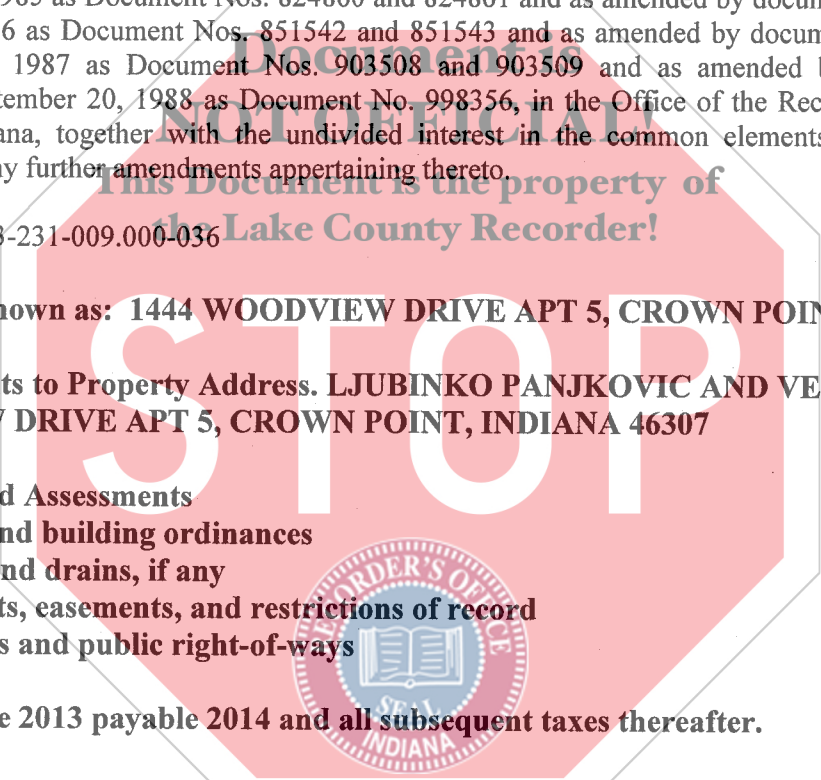 1985 as Document Nos. 824860 and 824861 and as amended by docum
6 as Document Nos. 851542 and 851543 and as amended by docum
1987 as Document Nos. 903508 and 903509 and as amended b
tember 20, 1988 as Document No. 998356, in the Office of the Rec
ana, together with the undivided interest in the common elements
ny further amendments appertaining thereto.
Document is
NOT OFFICIAL!
This Document is the property of
the Lake County Recorder!
-231-009.000-036
nown as: 1444 WOODVIEW DRIVE APT 5, CROWN POIN
ts to Property Address. LJUBINKO PANJKOVIC AND VE
DRIVE APT 5, CROWN POINT, INDIANA 46307
STOP
d Assessments
nd building ordinances
nd drains, if any
ts, easements, and restrictions of record
s and public right-of-ways
RECORDER'S OFFICE
SEAL
INDIANA
e 2013 payable 2014 and all subsequent taxes thereafter.